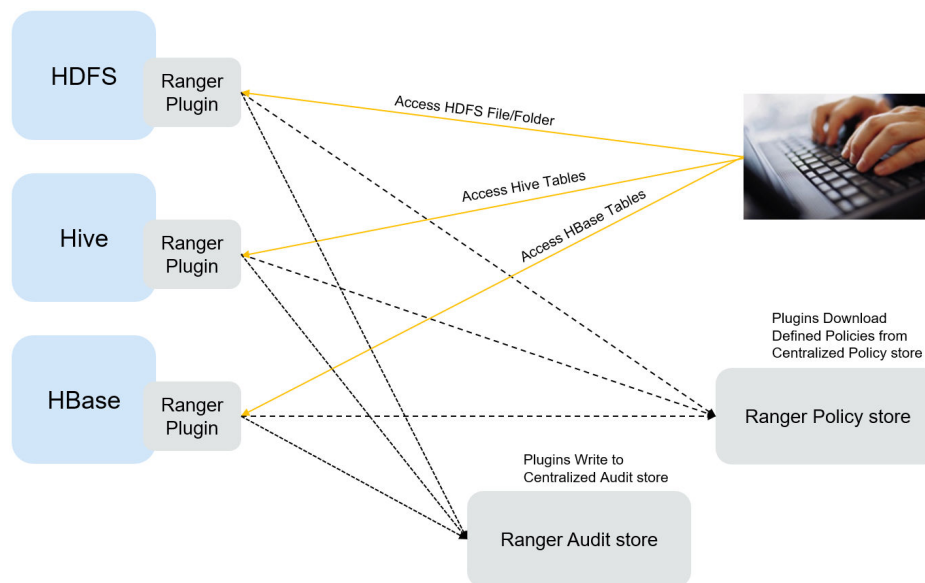 HDFS
Ranger
Plugin
Access HDFS File/Folder
Hive
Ranger
Plugin
Access Hive Tables
Access HBase Tables
HBase
Ranger
Plugin
Plugins Download
Defined Policies from
Centralized Policy store
Ranger Policy store
Plugins Write to
Centralized Audit store
Ranger Audit store